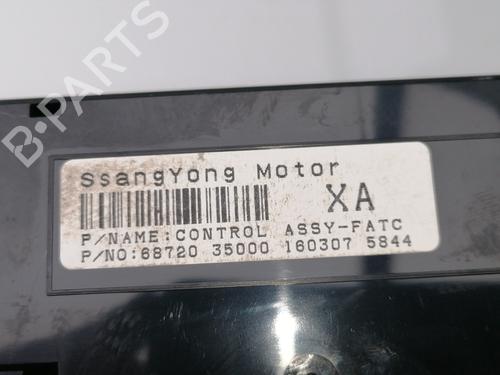 B-PARTS
SsangYong Motor
XA
P/NAME:CONTROL ASSY-FATC
P/NO:68720 35000 160307 5844